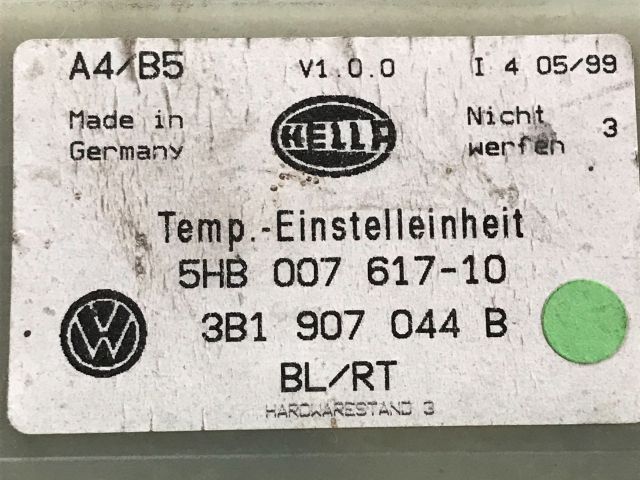 A4/B5 V1.0.0 I 4 05/99
Made in Germany
HELLA
Nicht werfen 3
Temp.-Einstelleinheit
5HB 007 617-10
3B1 907 044 B
VW
BL/RT
HARDWARESTAND 3